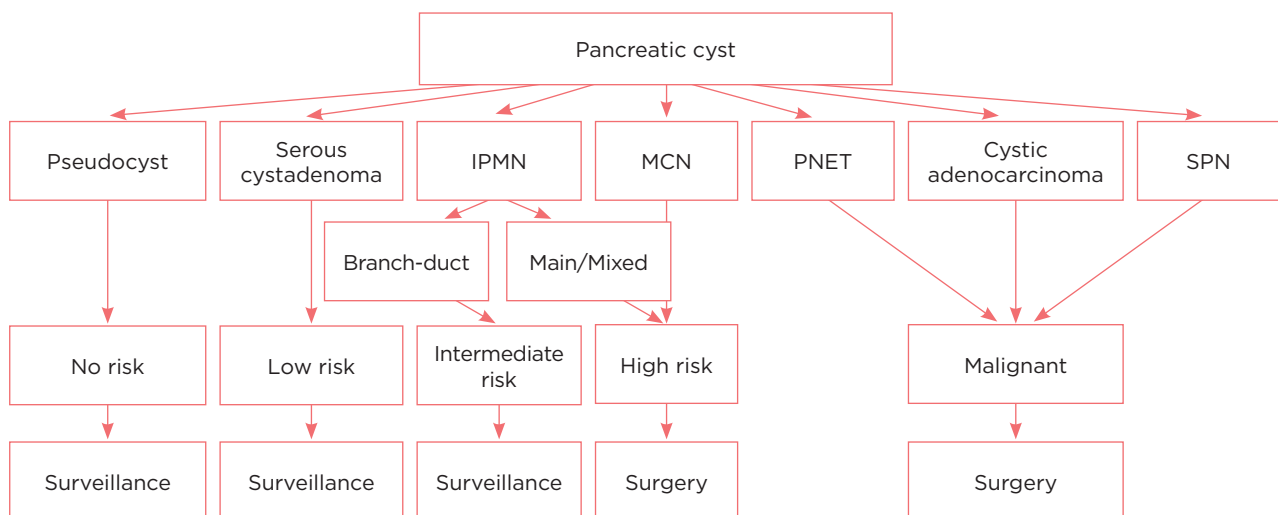 Pancreatic cyst
Pseudocyst
Serous
cystadenoma
IPMN
MCN
PNET
Cystic
adenocarcinoma
SPN
Branch-duct
Main/Mixed
No risk
Low risk
Intermediate
risk
High risk
Malignant
Surveillance
Surveillance
Surveillance
Surgery
Surgery